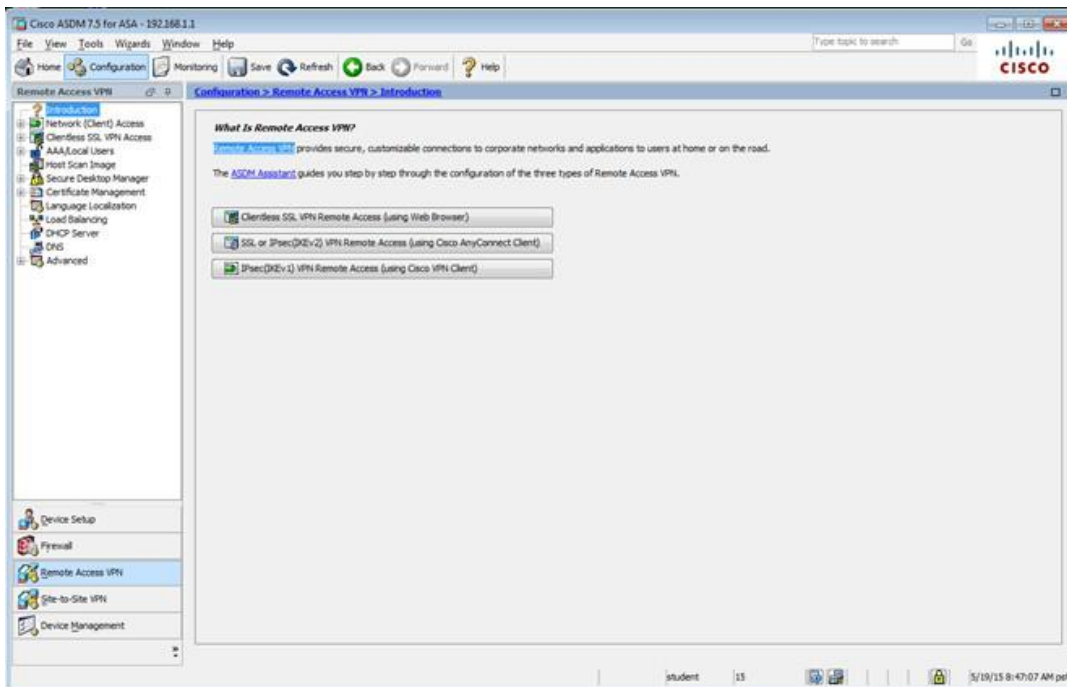 Cisco ASDM 7.5 for ASA - 192.168.1.1
File View Tools Wizards Window Help
Type topic to search
Go
CISCO
Home Configuration Monitoring Save Refresh Back Forward Help
Remote Access VPN
Configuration > Remote Access VPN > Introduction
Introduction
Network (Client) Access
Clientless SSL VPN Access
AAA/Local Users
Host Scan Image
Secure Desktop Manager
Certificate Management
Language Localization
Load Balancing
DHCP Server
DNS
Advanced
What Is Remote Access VPN?
Remote Access VPN provides secure, customizable connections to corporate networks and applications to users at home or on the road.
The ASDM Assistant guides you step by step through the configuration of the three types of Remote Access VPN.
Clientless SSL VPN Remote Access (using Web Browser)
SSL or IPsec(IKEv2) VPN Remote Access (using Cisco AnyConnect Client)
IPsec(IKEv1) VPN Remote Access (using Cisco VPN Client)
Device Setup
Firewall
Remote Access VPN
Site-to-Site VPN
Device Management
student 15 5/19/15 8:47:07 AM pst